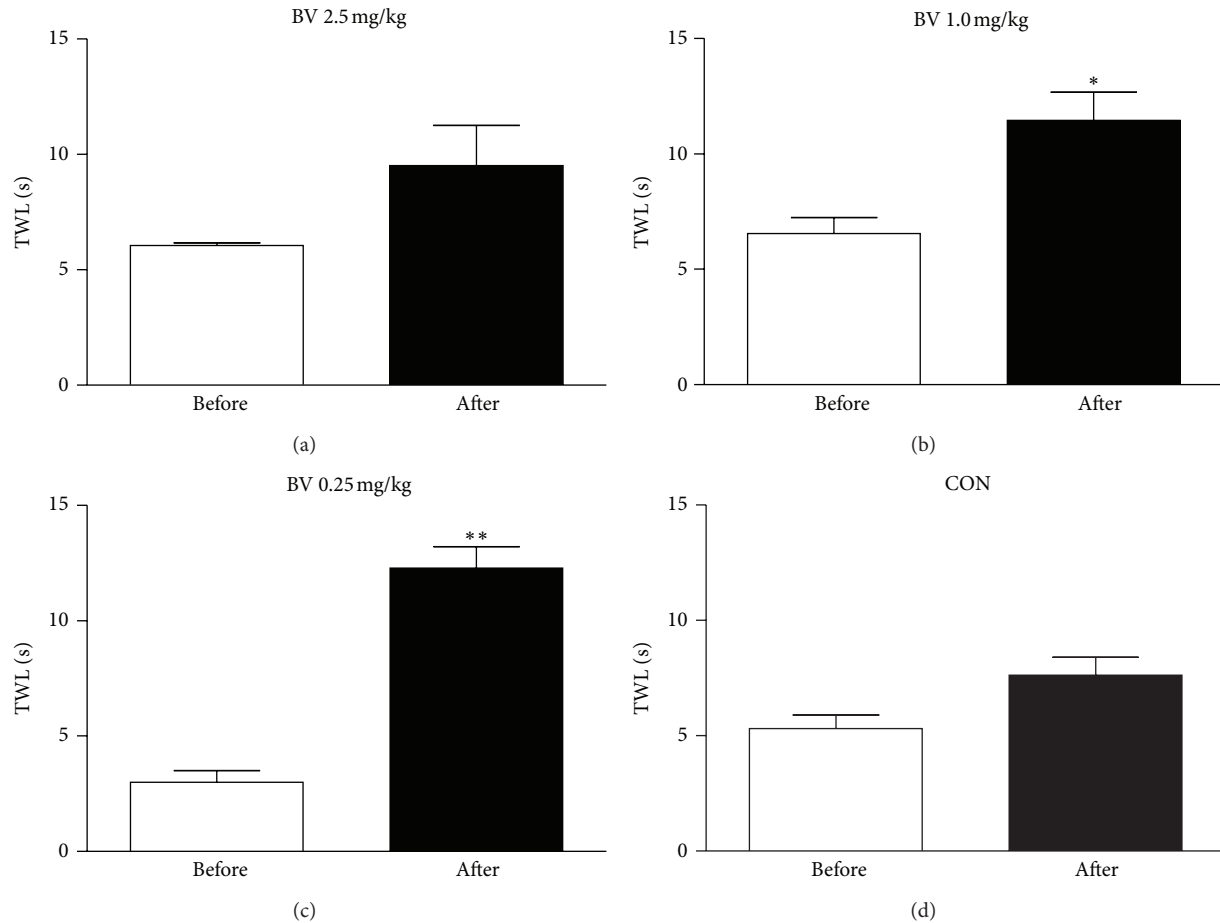 BV 2.5 mg/kg
15
10
5
0
TWL (s)
Before After
(a)
BV 1.0 mg/kg
15
10
5
0
TWL (s)
*
Before After
(b)
BV 0.25 mg/kg
15
10
5
0
TWL (s)
**
Before After
(c)
CON
15
10
5
0
TWL (s)
Before After
(d)